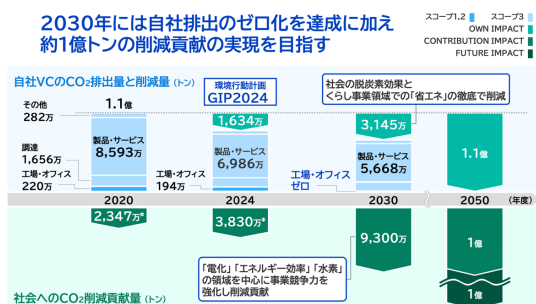 2030年には自社排出のゼロ化を達成に加え
約1億トンの削減貢献の実現を目指す
スコープ1,2
スコープ3
OWN IMPACT
CONTRIBUTION IMPACT
FUTURE IMPACT
自社VCのCO2排出量と削減量(トン)
環境行動計画
GIP2024
社会の脱炭素効果と
くらし事業領域での「省エネ」の徹底で削減
その他
282万
1.1億
1,634万
3,145万
製品・サービス
8,593万
製品・サービス
6,986万
製品・サービス
5,668万
1.1億
調達
1,656万
工場・オフィス
220万
工場・オフィス
194万
工場・オフィス
ゼロ
2020
2024
2030
2050
(年度)
2,347万*
3,830万*
9,300万
1億
1億
「電化」「エネルギー効率」「水素」
の領域を中心に事業競争力を
強化し削減貢献
社会へのCO2削減貢献量(トン)